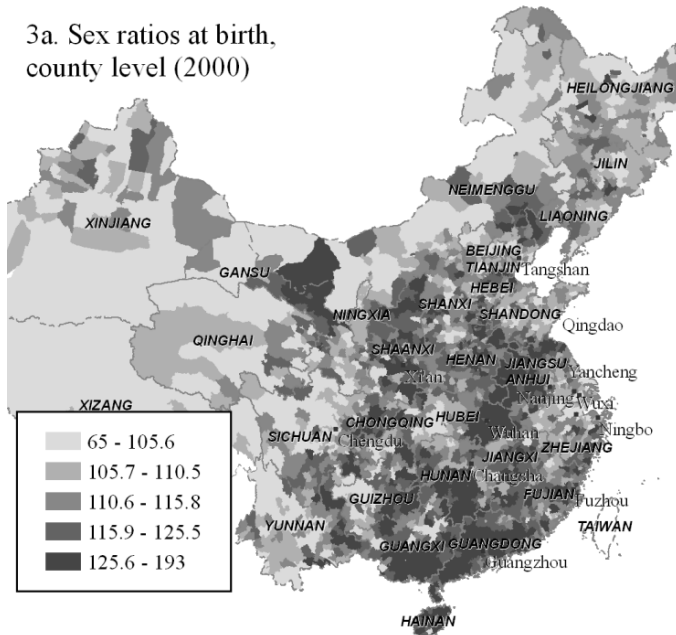 3a. Sex ratios at birth,
county level (2000)
HEILONGJIANG
JILIN
NEIMENGGU
LIAONING
XINJIANG
BEIJING
TIANJIN
Tangshan
GANSU
HEBEI
NINGXIA
SHANXI
SHANDONG
Qingdao
QINGHAI
SHAANXI
HENAN
JIANGSU
Xi'an
ANHUI
Yancheng
Nanjing
Wuxi
XIZANG
CHONGQING
HUBEI
Ningbo
SICHUAN
Chengdu
Wuhan
ZHEJIANG
JIANGXI
HUNAN
Changsha
GUIZHOU
FUJIAN
Fuzhou
YUNNAN
TAIWAN
GUANGXI
GUANGDONG
Guangzhou
HAINAN
65 - 105.6
105.7 - 110.5
110.6 - 115.8
115.9 - 125.5
125.6 - 193